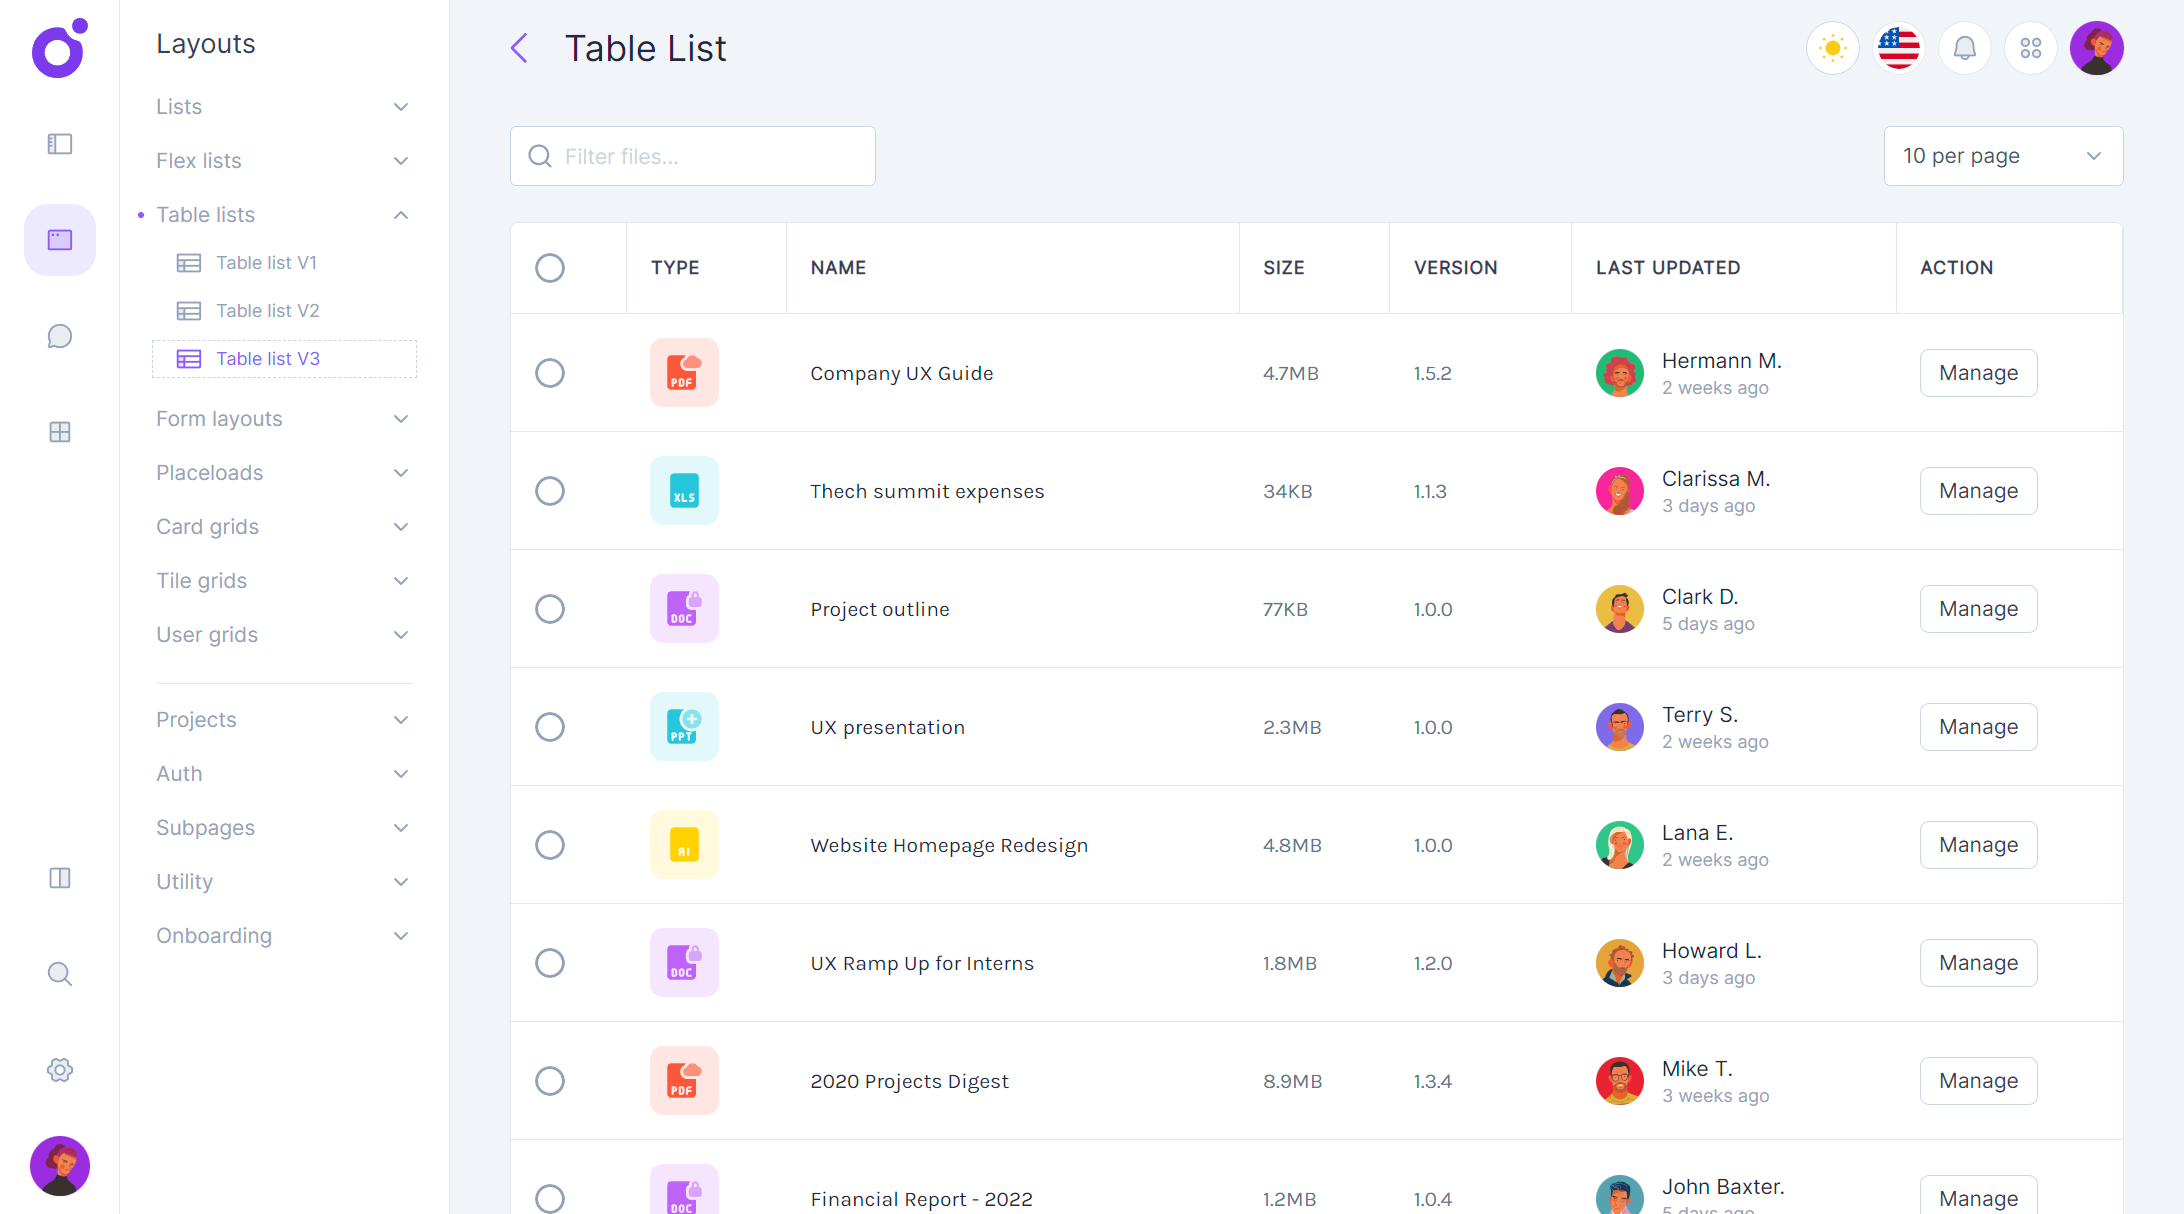 Layouts
Lists
Flex lists
Table lists
Table list V1
Table list V2
Table list V3
Form layouts
Placeloads
Card grids
Tile grids
User grids
Projects
Auth
Subpages
Utility
Onboarding
Table List
Filter files...
10 per page
TYPE NAME SIZE VERSION LAST UPDATED ACTION
PDF Company UX Guide 4.7MB 1.5.2 Hermann M. Manage
2 weeks ago
XLS Thech summit expenses 34KB 1.1.3 Clarissa M. Manage
3 days ago
DOC Project outline 77KB 1.0.0 Clark D. Manage
5 days ago
PPT UX presentation 2.3MB 1.0.0 Terry S. Manage
2 weeks ago
AI Website Homepage Redesign 4.8MB 1.0.0 Lana E. Manage
2 weeks ago
DOC UX Ramp Up for Interns 1.8MB 1.2.0 Howard L. Manage
3 days ago
PDF 2020 Projects Digest 8.9MB 1.3.4 Mike T. Manage
3 weeks ago
DOC Financial Report - 2022 1.2MB 1.0.4 John Baxter. Manage
5 days ago